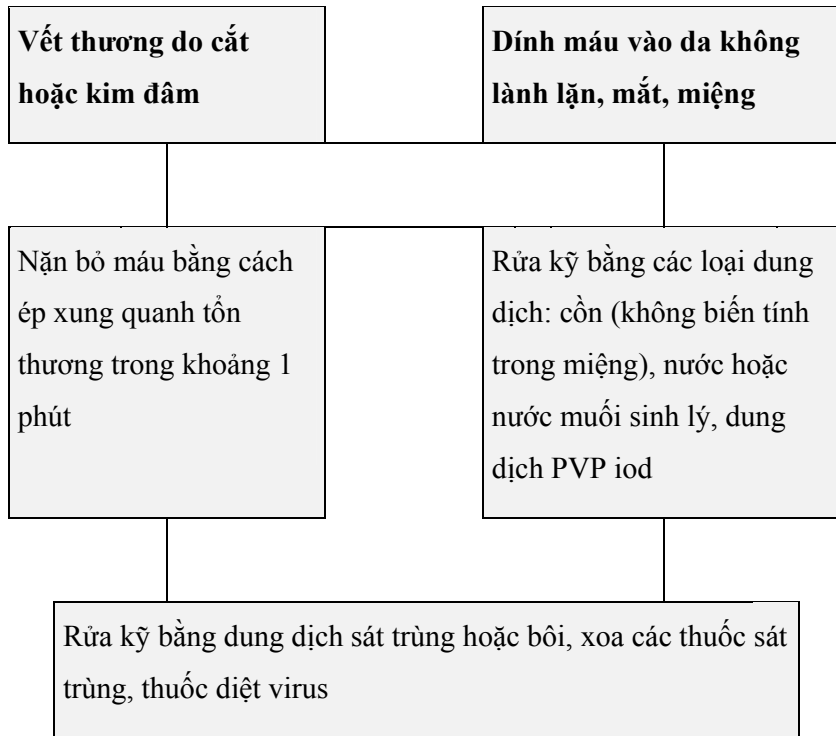 Vết thương do cắt
hoặc kim đâm
Dính máu vào da không
lành lặn, mắt, miệng
Nặn bỏ máu bằng cách
ép xung quanh tổn
thương trong khoảng 1
phút
Rửa kỹ bằng các loại dung
dịch: cồn (không biến tính
trong miệng), nước hoặc
nước muối sinh lý, dung
dịch PVP iod
Rửa kỹ bằng dung dịch sát trùng hoặc bôi, xoa các thuốc sát
trùng, thuốc diệt virus